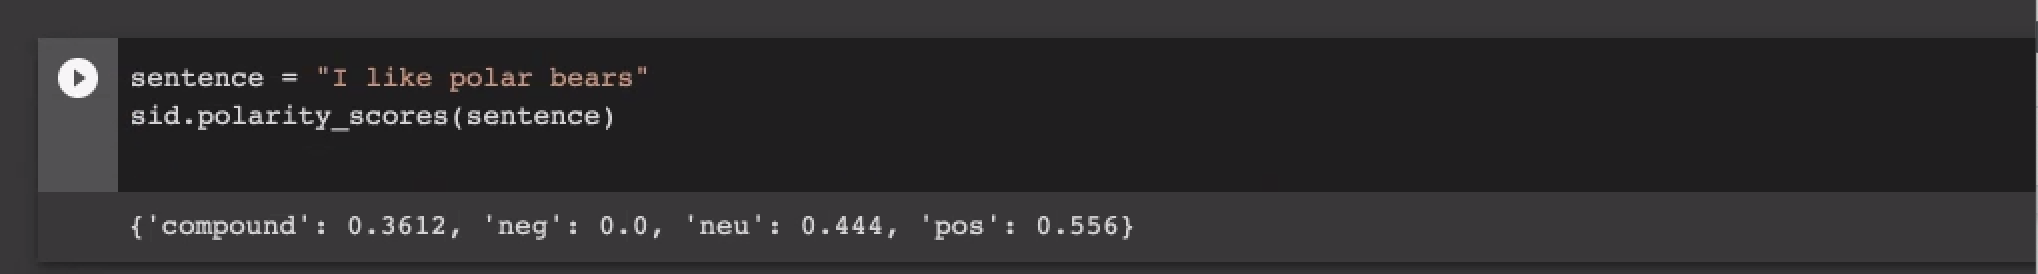 sentence = "I like polar bears"
sid.polarity_scores(sentence)
{'compound': 0.3612, 'neg': 0.0, 'neu': 0.444, 'pos': 0.556}